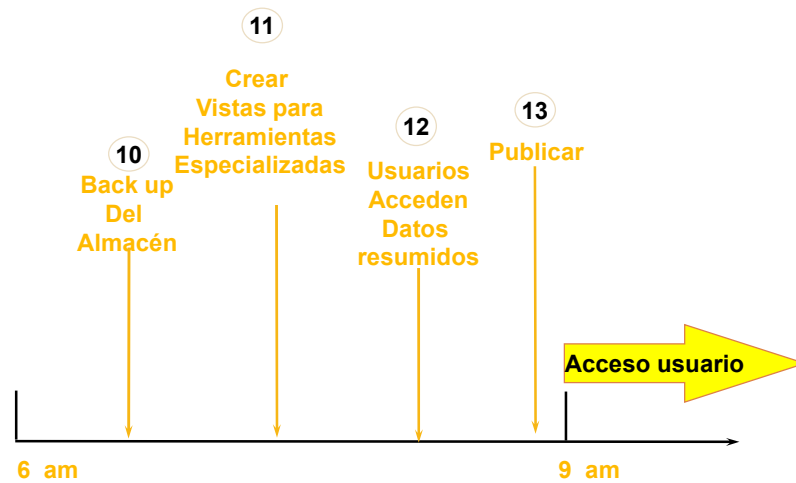 10
Back up
Del
Almacén
11
Crear
Vistas para
Herramientas
Especializadas
12
Usuarios
Acceden
Datos
resumidos
13
Publicar
Acceso usuario
6 am
9 am